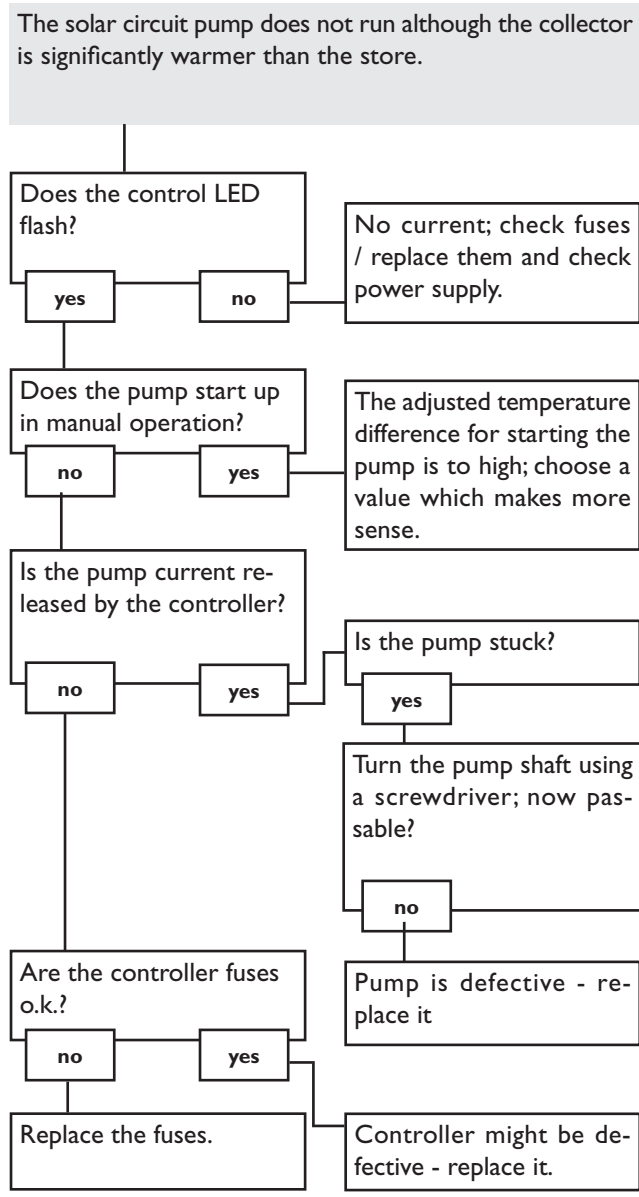 The solar circuit pump does not run although the collector
is significantly warmer than the store.
Does the control LED
flash?
yes
no
No current; check fuses
/ replace them and check
power supply.
Does the pump start up
in manual operation?
no
yes
The adjusted temperature
difference for starting the
pump is to high; choose a
value which makes more
sense.
Is the pump current re-
leased by the controller?
no
yes
Is the pump stuck?
yes
Turn the pump shaft using
a screwdriver; now pas-
sable?
no
Pump is defective - re-
place it
Are the controller fuses
o.k.?
no
yes
Replace the fuses.
Controller might be de-
fective - replace it.